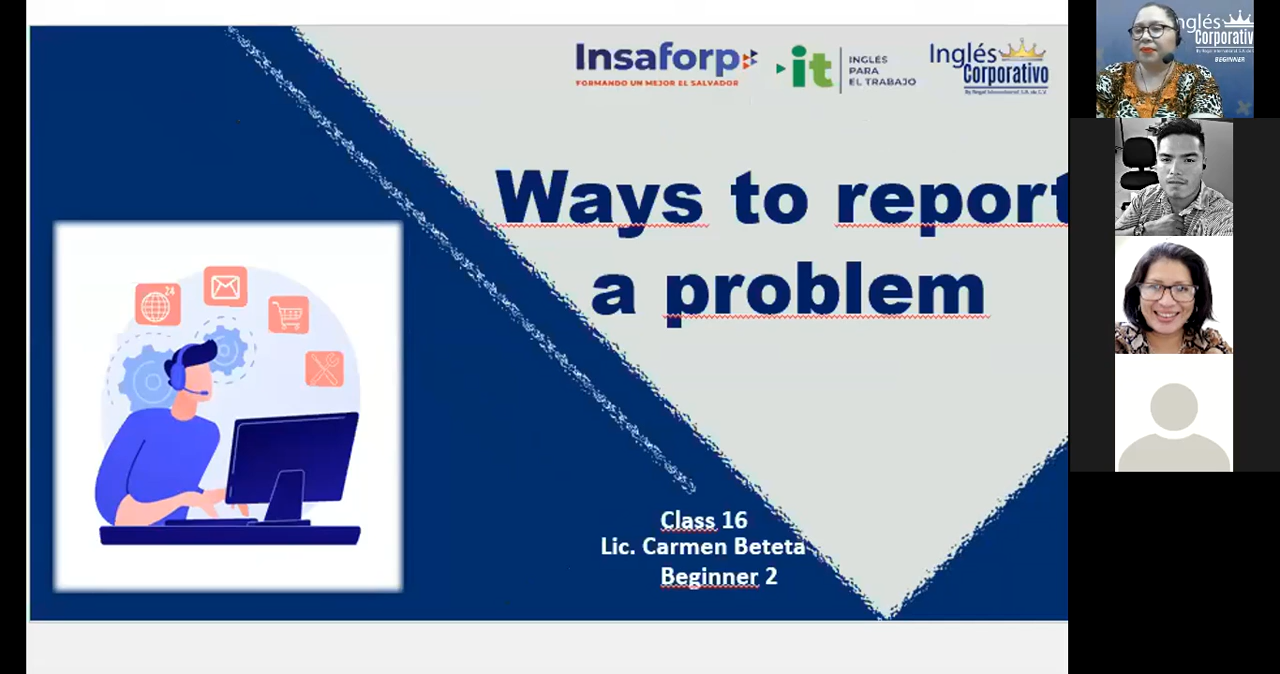 Insaforp
FORMANDO UN MEJOR EL SALVADOR
it
INGLÉS
PARA
EL TRABAJO
Inglés
Corporativo
Ways to report
a problem
24
Class 16
Lic. Carmen Beteta
Beginner 2
Inglés
Corporativo
BEGINNER